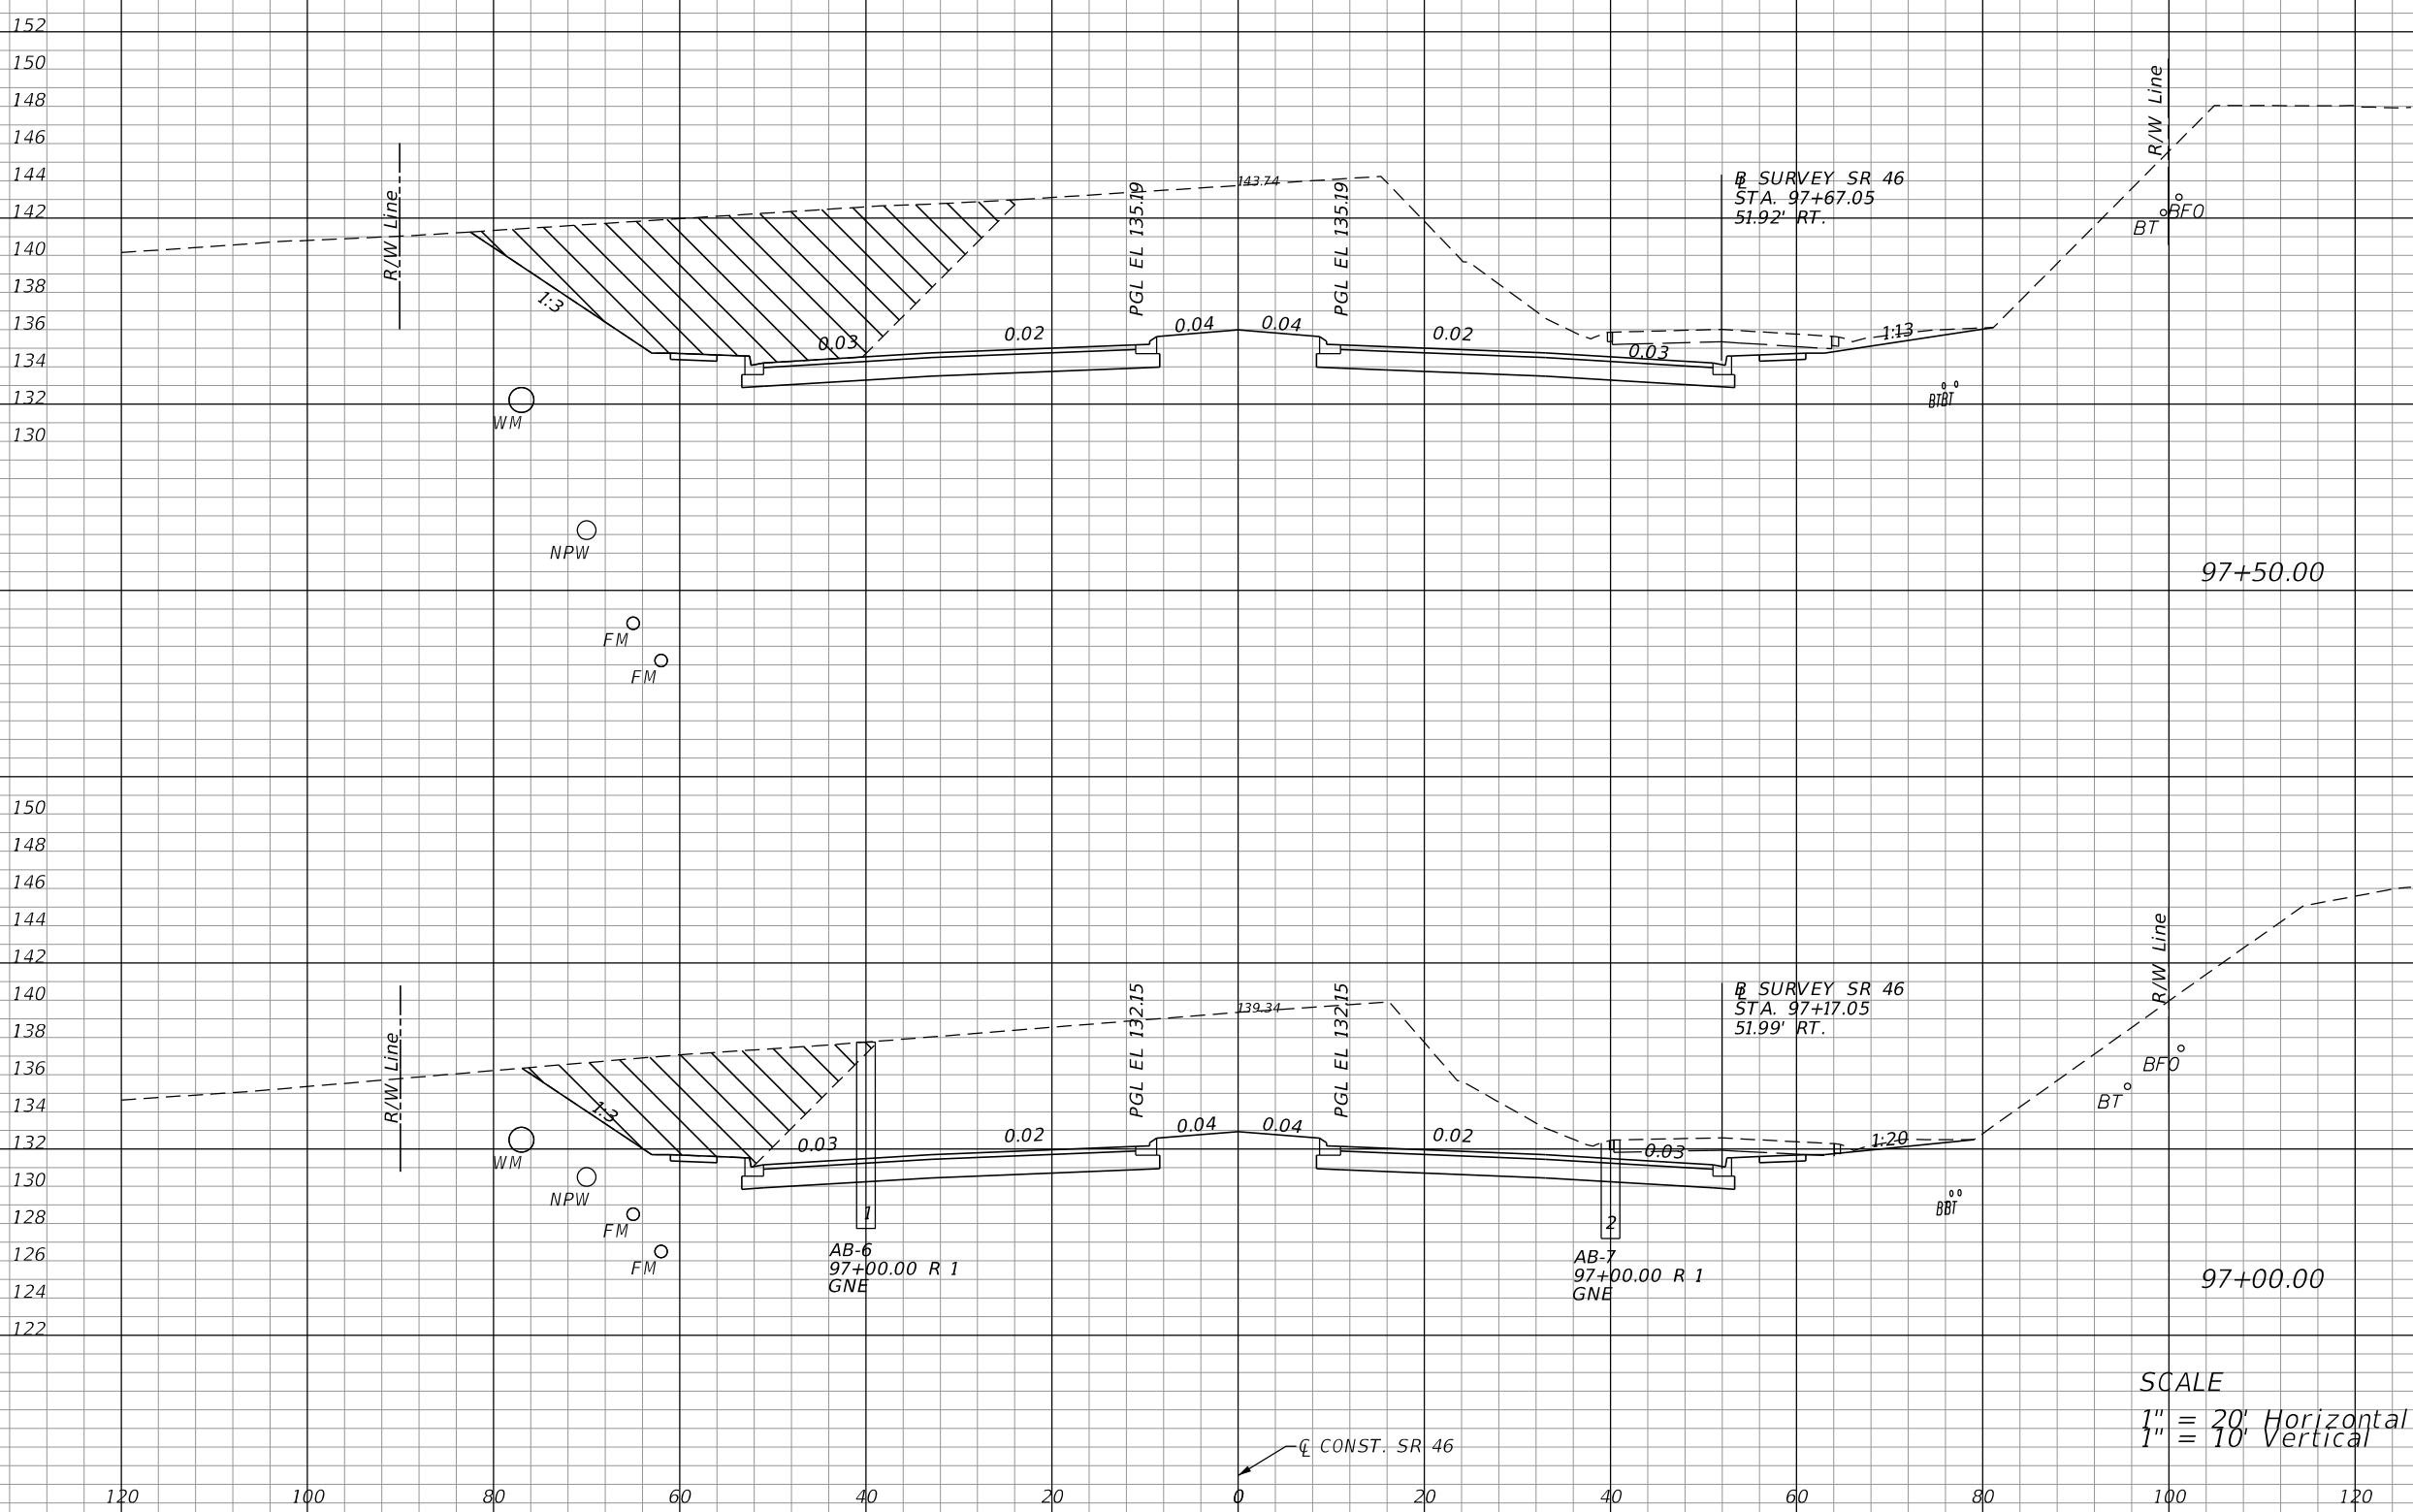 152
150
148
146
144
142
140
138
136
134
132
130
R/W Line
1:3
0.03
0.02
PGL EL 135.19
0.04
143.74
0.04
PGL EL 135.19
0.02
0.03
℄ SURVEY SR 46
STA. 97+67.05
51.92' RT.
1:13
R/W Line
BFO
BT
BT
BT
WM
NPW
FM
FM
97+50.00
150
148
146
144
142
140
138
136
134
132
130
128
126
124
122
R/W Line
1:3
0.03
0.02
PGL EL 132.15
0.04
139.34
0.04
PGL EL 132.15
0.02
0.03
℄ SURVEY SR 46
STA. 97+17.05
51.99' RT.
1:20
R/W Line
BFO
BT
BT
WM
NPW
FM
FM
1
AB-6
97+00.00 R 1
GNE
2
AB-7
97+00.00 R 1
GNE
97+00.00
SCALE
1" = 20' Horizontal
1" = 10' Vertical
℄ CONST. SR 46
120 100 80 60 40 20 0 20 40 60 80 100 120